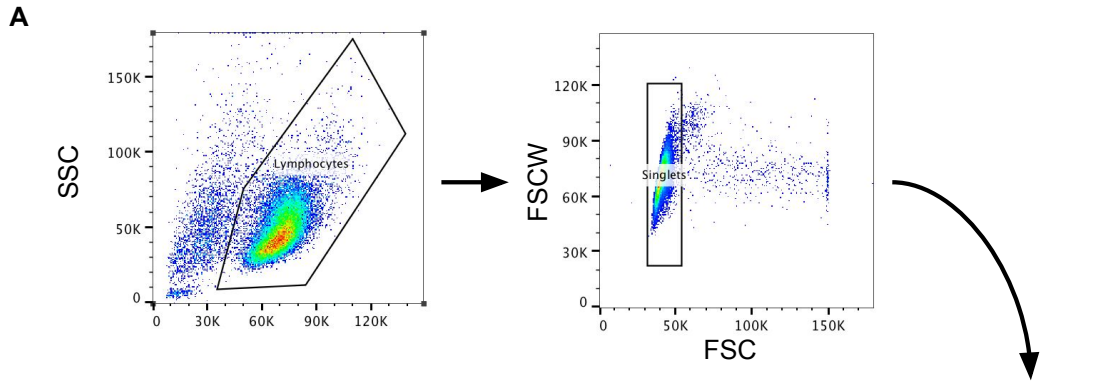 A
SSC
150K
100K
50K
0
0 30K 60K 90K 120K
Lymphocytes
FSCW
120K
90K
60K
30K
0
0 50K 100K 150K
Singlets
FSC